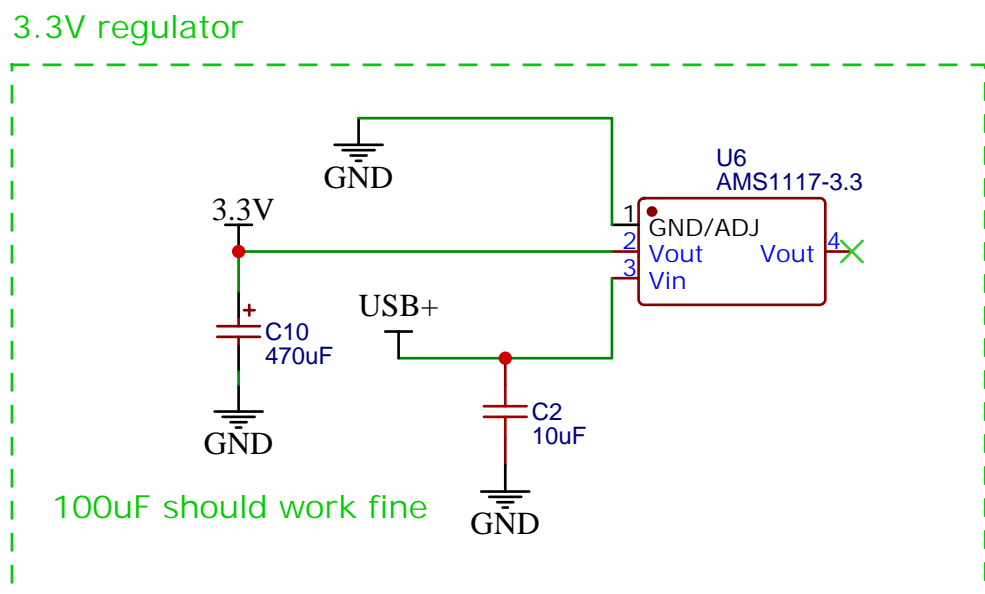 3.3V regulator
GND
U6
AMS1117-3.3
3.3V
1
GND/ADJ
2
Vout
Vout
4
3
Vin
USB+
+
C10
470uF
C2
10uF
GND
100uF should work fine
GND